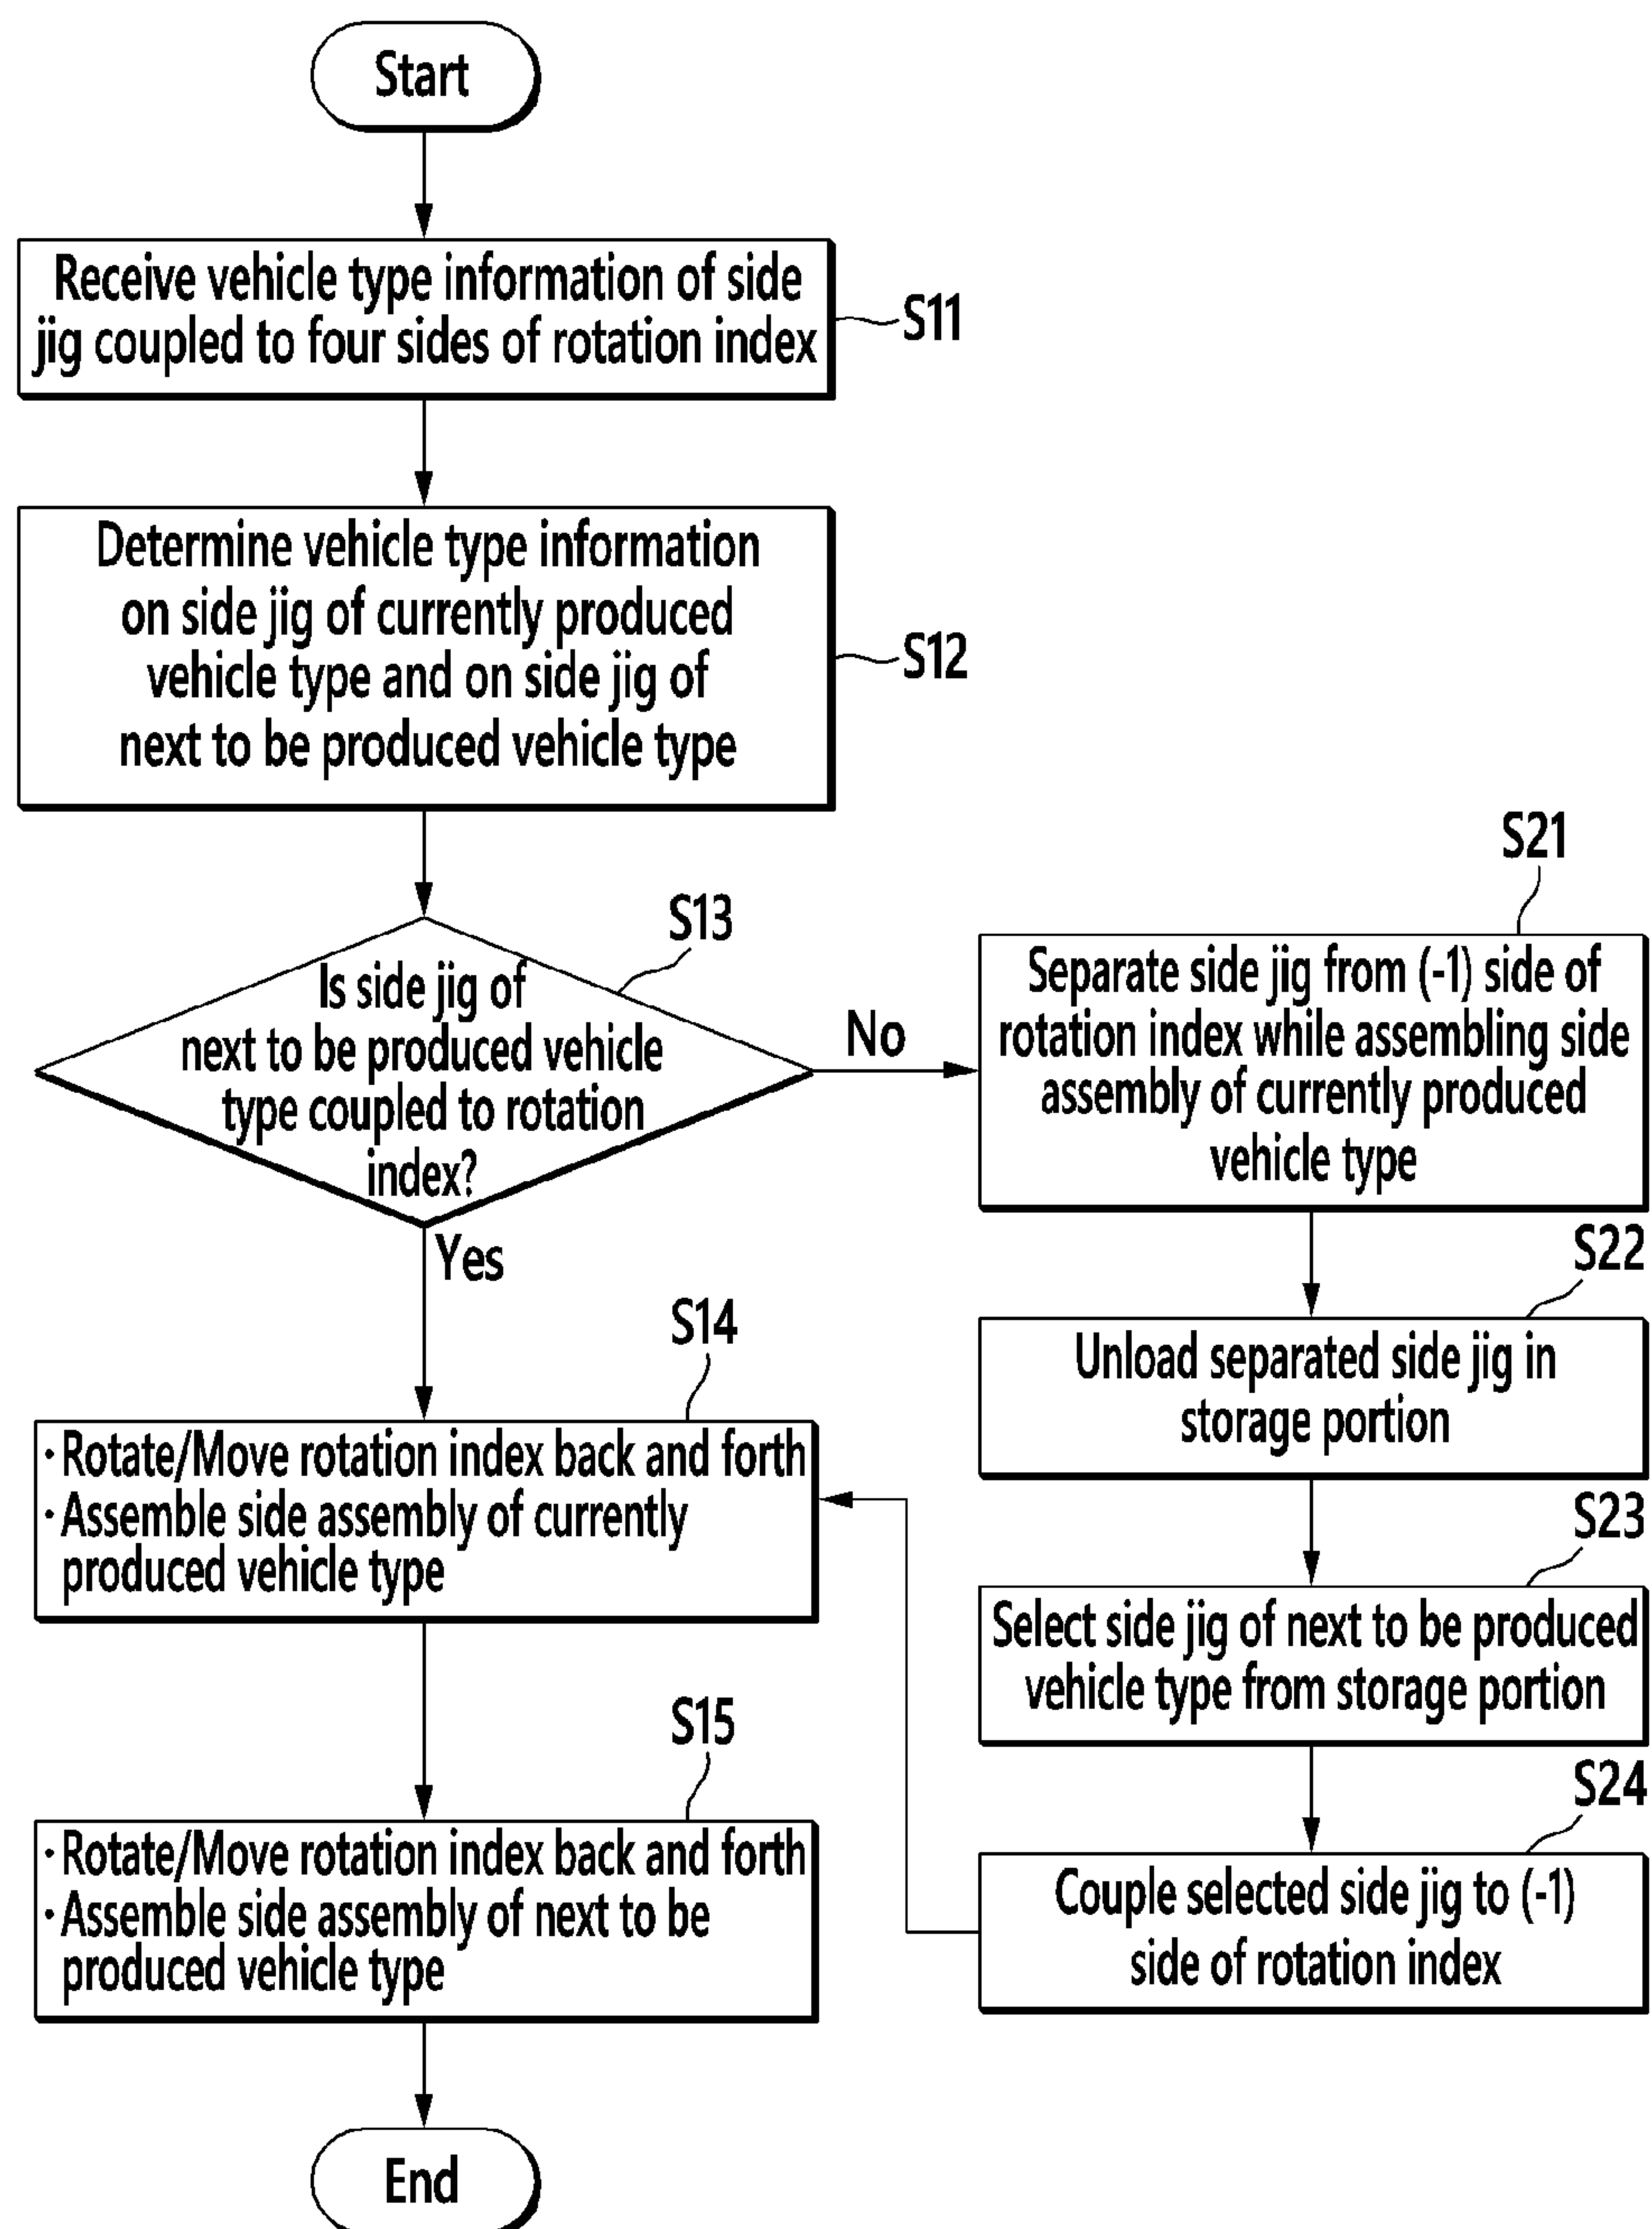 Start
Receive vehicle type information of side
jig coupled to four sides of rotation index
S11
Determine vehicle type information
on side jig of currently produced
vehicle type and on side jig of
next to be produced vehicle type
S12
S13
Is side jig of
next to be produced vehicle
type coupled to rotation
index?
No
Yes
S21
Separate side jig from (-1) side of
rotation index while assembling side
assembly of currently produced
vehicle type
S22
Unload separated side jig in
storage portion
S23
Select side jig of next to be produced
vehicle type from storage portion
S24
Couple selected side jig to (-1)
side of rotation index
S14
· Rotate/Move rotation index back and forth
· Assemble side assembly of currently
produced vehicle type
S15
· Rotate/Move rotation index back and forth
· Assemble side assembly of next to be
produced vehicle type
End